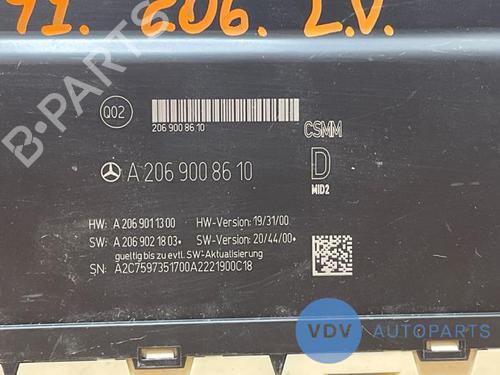 206. L.V.
Q02
206 900 86 10
CSMM
A 206 900 86 10
D
MID2
HW: A 206 901 13 00 HW-Version: 19/31/00
SW: A 206 902 18 03• SW-Version: 20/44/00•
gueltig bis zu evtl. SW-Aktualisierung
SN: A2C7597351700A2221900C18
B-PARTS
VDV AUTOPARTS